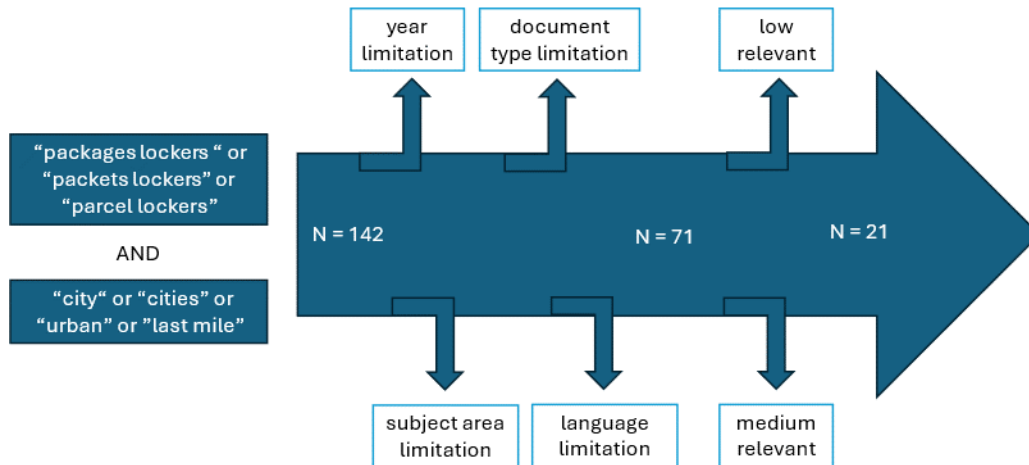 year
limitation
document
type limitation
low
relevant
“packages lockers “ or
“packets lockers” or
“parcel lockers”
AND
“city“ or “cities” or
“urban” or ”last mile”
N = 142
N = 71
N = 21
subject area
limitation
language
limitation
medium
relevant